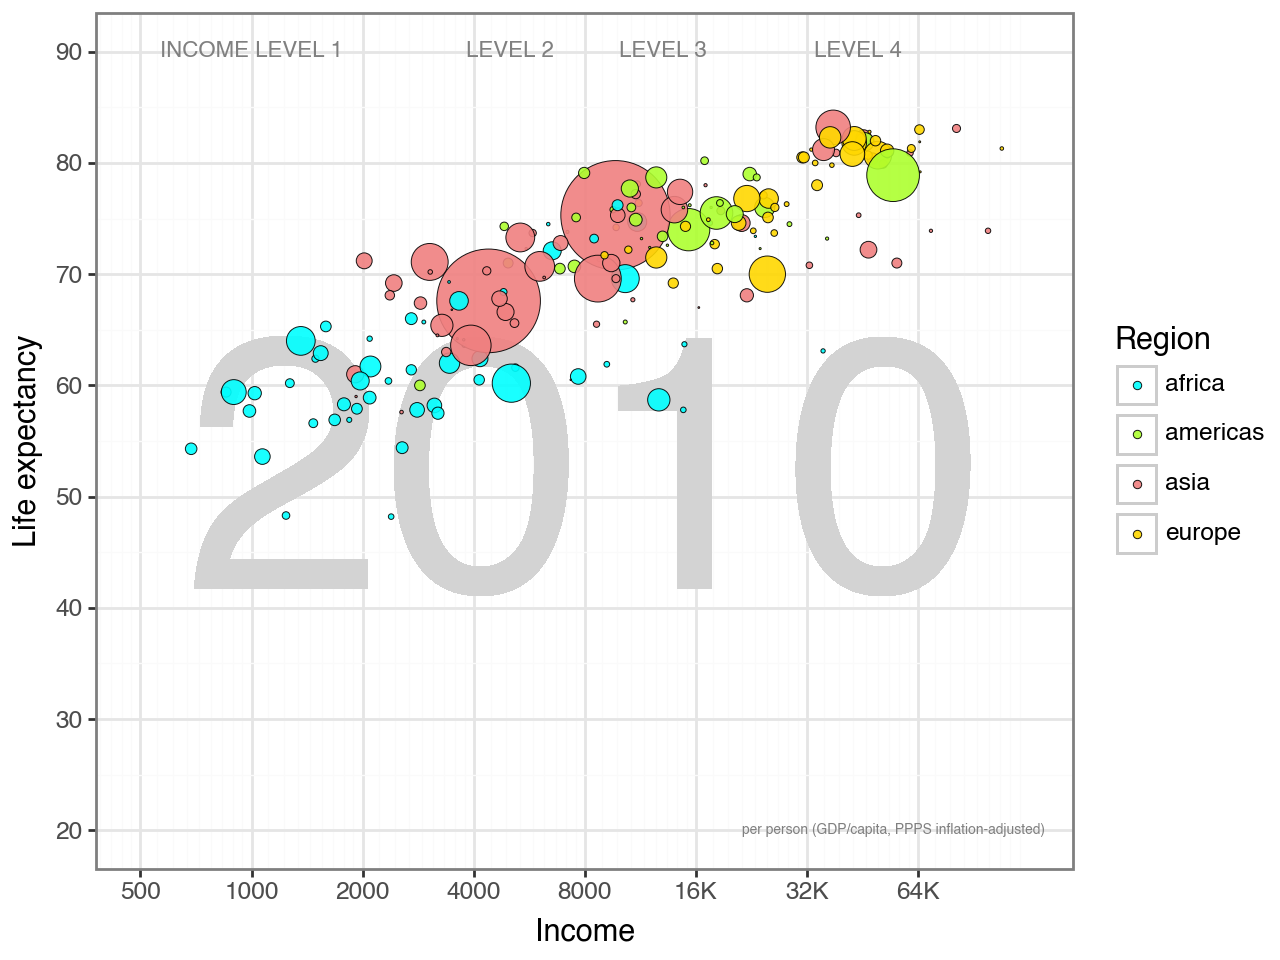 INCOME LEVEL 1 LEVEL 2 LEVEL 3 LEVEL 4
90
80
70
60
50
40
30
20
Life expectancy
2010
per person (GDP/capita, PPPS inflation-adjusted)
500 1000 2000 4000 8000 16K 32K 64K
Income
Region
africa
americas
asia
europe